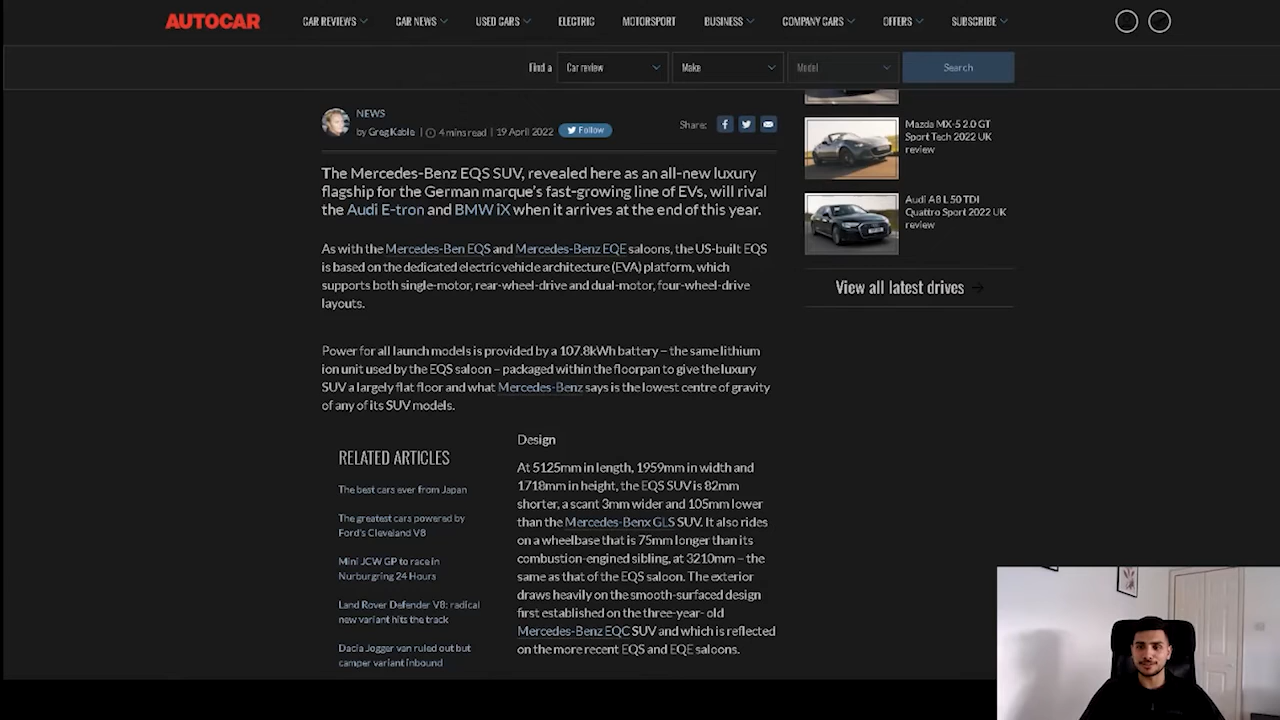 AUTOCAR
CAR REVIEWS
CAR NEWS
USED CARS
ELECTRIC
MOTORSPORT
BUSINESS
COMPANY CARS
OFFERS
SUBSCRIBE
Find a
Car review
Make
Model
Search
NEWS
by Greg Kable | 4 mins read | 19 April 2022
Follow
Share:
The Mercedes-Benz EQS SUV, revealed here as an all-new luxury
flagship for the German marque's fast-growing line of EVs, will rival
the Audi E-tron and BMW iX when it arrives at the end of this year.
As with the Mercedes-Ben EQS and Mercedes-Benz EQE saloons, the US-built EQS
is based on the dedicated electric vehicle architecture (EVA) platform, which
supports both single-motor, rear-wheel-drive and dual-motor, four-wheel-drive
layouts.
Power for all launch models is provided by a 107.8kWh battery – the same lithium
ion unit used by the EQS saloon – packaged within the floorpan to give the luxury
SUV a largely flat floor and what Mercedes-Benz says is the lowest centre of gravity
of any of its SUV models.
RELATED ARTICLES
The best cars ever from Japan
The greatest cars powered by
Ford's Cleveland V8
Mini JCW GP to race in
Nurburgring 24 Hours
Land Rover Defender V8: radical
new variant hits the track
Dacia Jogger van ruled out but
camper variant inbound
Design
At 5125mm in length, 1959mm in width and
1718mm in height, the EQS SUV is 82mm
shorter, a scant 3mm wider and 105mm lower
than the Mercedes-Benx GLS SUV. It also rides
on a wheelbase that is 75mm longer than its
combustion-engined sibling, at 3210mm – the
same as that of the EQS saloon. The exterior
draws heavily on the smooth-surfaced design
first established on the three-year- old
Mercedes-Benz EQC SUV and which is reflected
on the more recent EQS and EQE saloons.
Mazda MX-5 2.0 GT
Sport Tech 2022 UK
review
Audi A8 L 50 TDI
Quattro Sport 2022 UK
review
View all latest drives